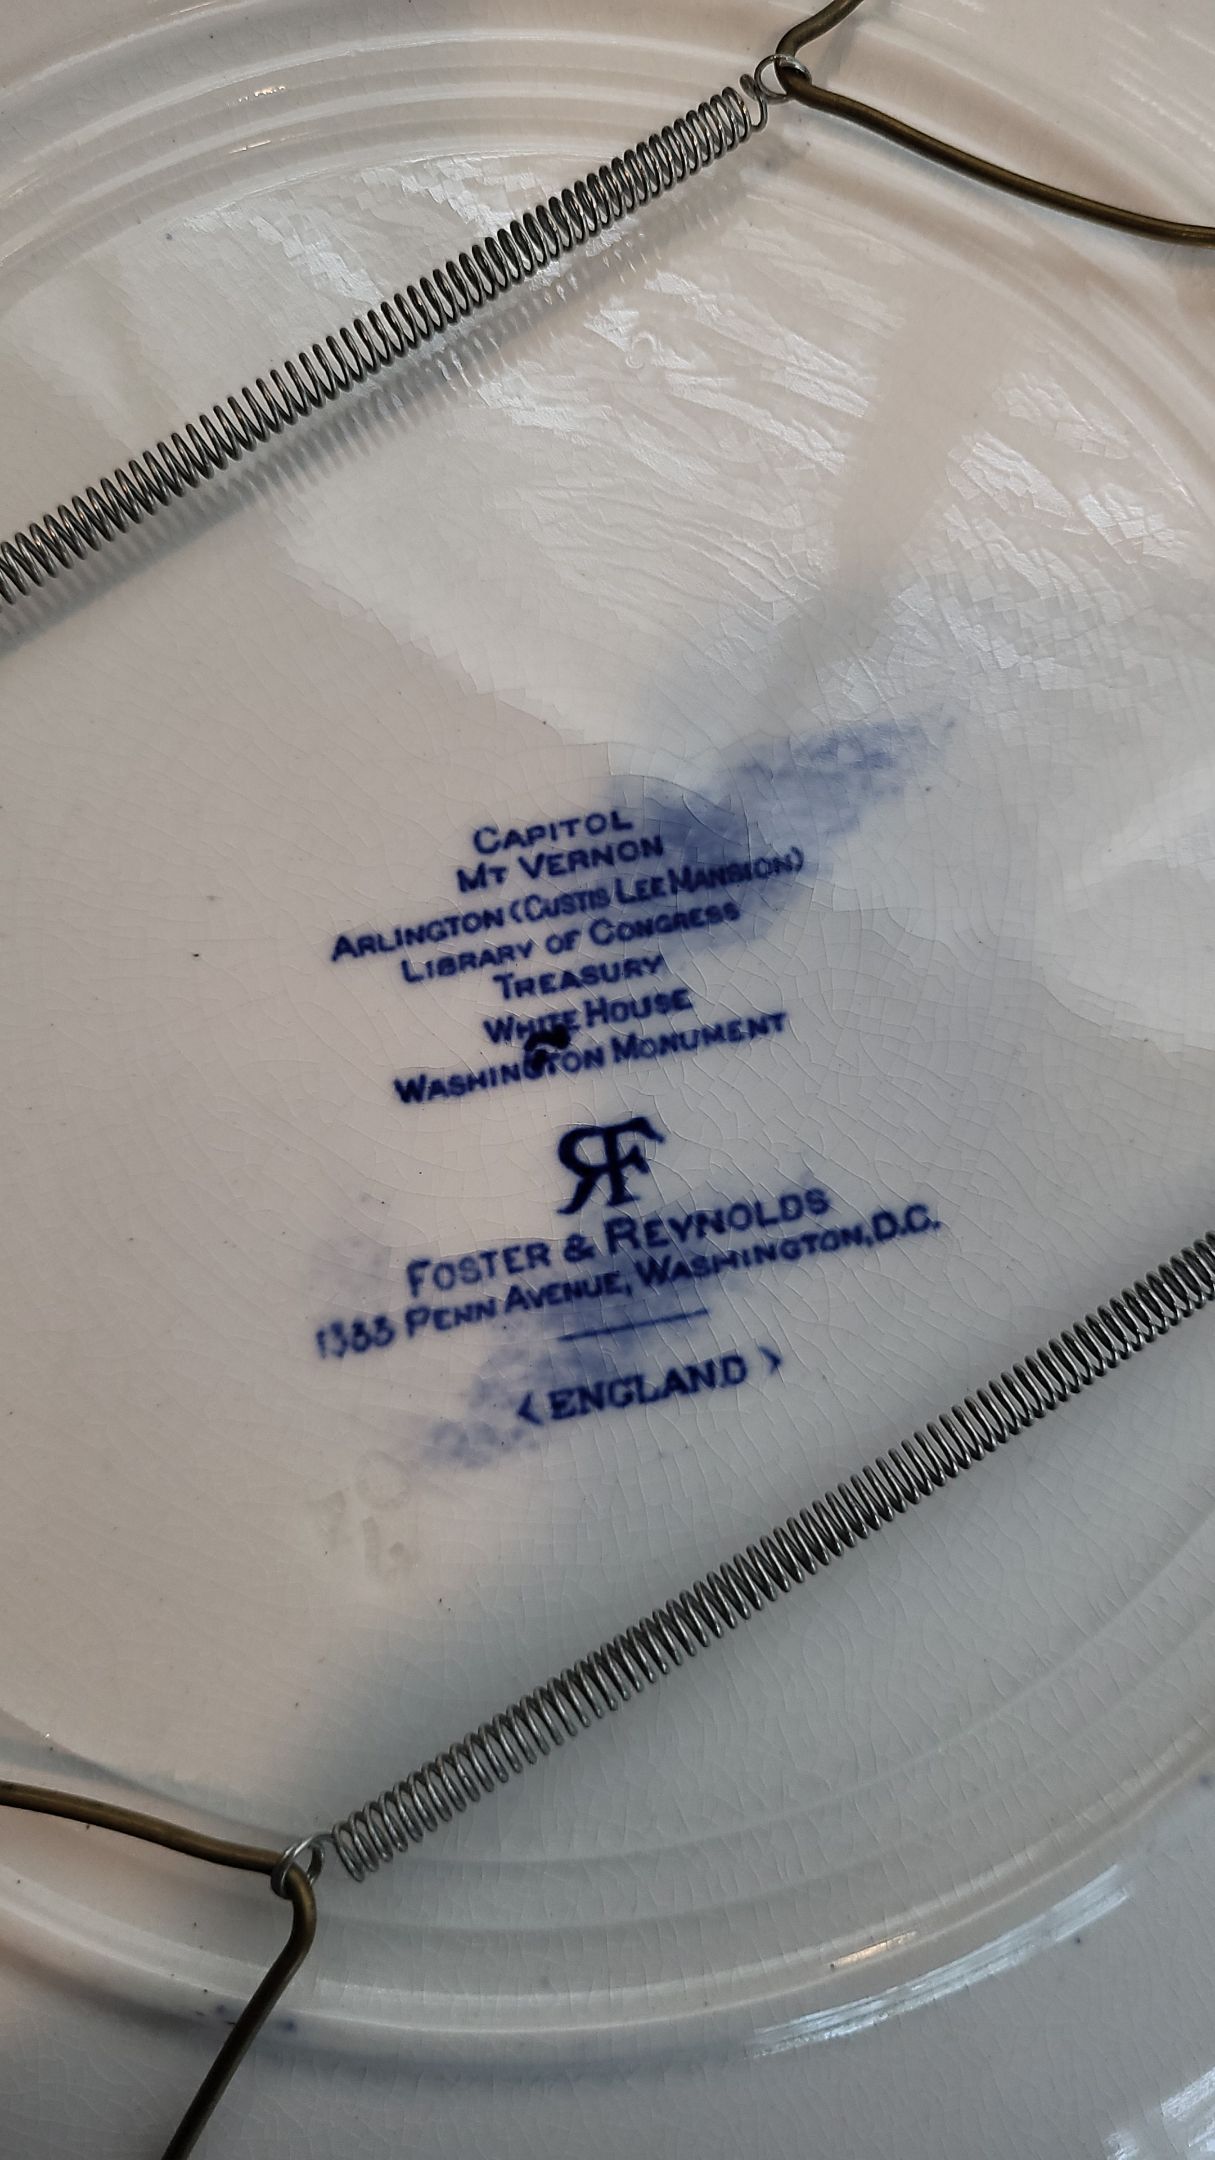 CAPITOL
MT VERNON
ARLINGTON (CUSTIS LEE MANSION)
LIBRARY OF CONGRESS
TREASURY
WHITE HOUSE
WASHINGTON MONUMENT
RF
FOSTER & REYNOLDS
PENN AVENUE, WASHINGTON, D.C.
<ENGLAND>